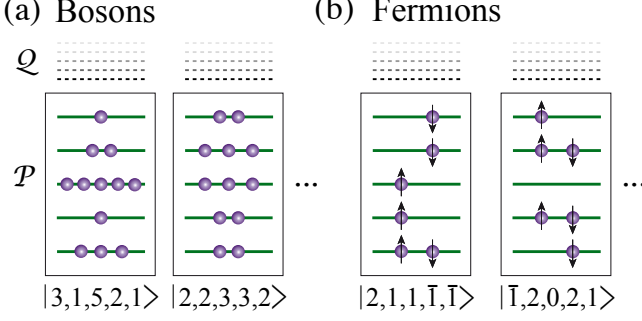 (a) Bosons
(b) Fermions
𝒬
𝒫
...
...
|3,1,5,2,1〉
|2,2,3,3,2〉
|2,1,1,1̄,1̄〉
|1̄,2,0,2,1〉